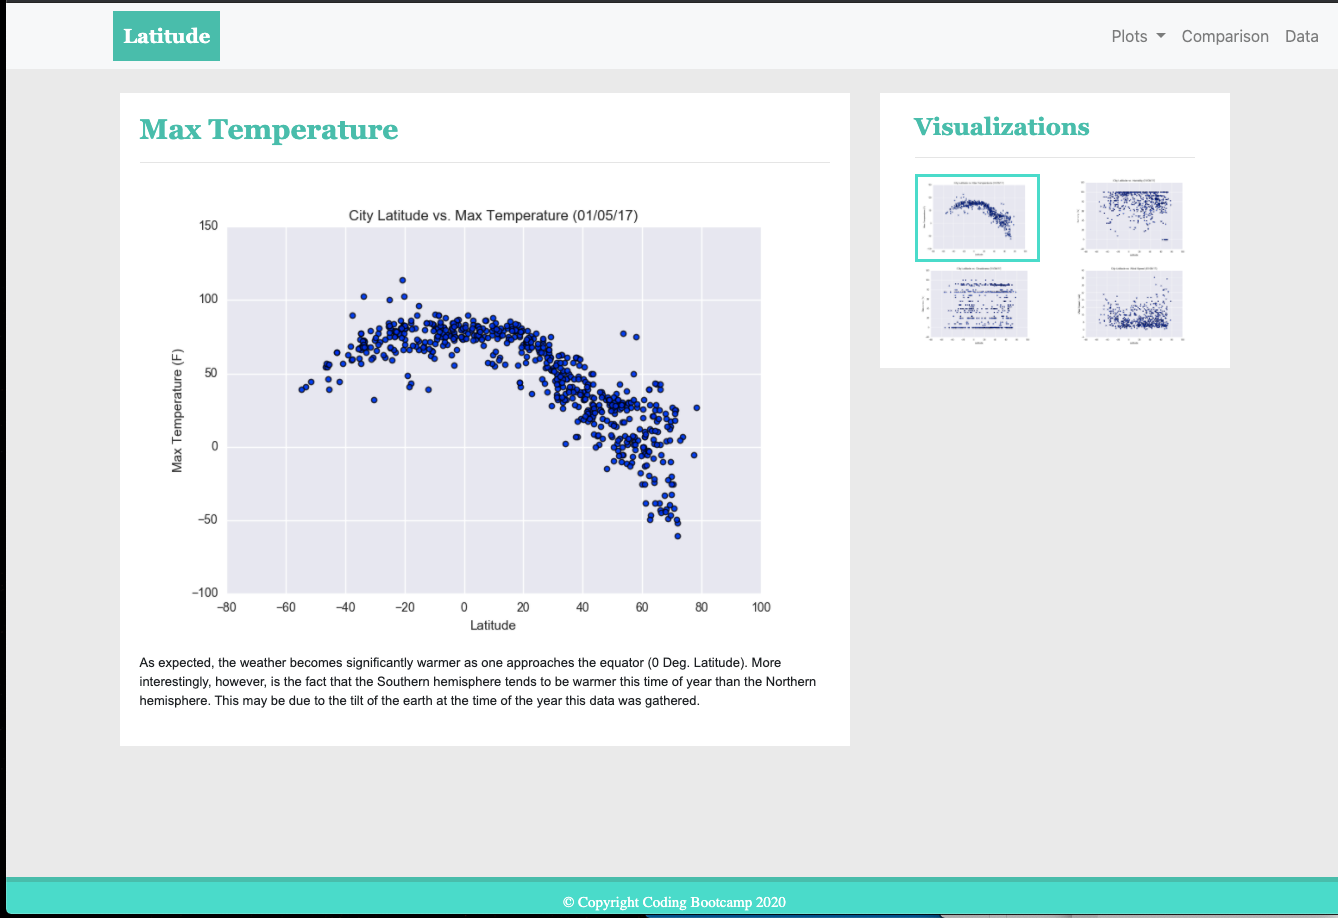 Latitude
Plots Comparison Data
Max Temperature
City Latitude vs. Max Temperature (01/05/17)
150
100
50
0
−50
−100
Max Temperature (F)
−80 −60 −40 −20 0 20 40 60 80 100
Latitude
As expected, the weather becomes significantly warmer as one approaches the equator (0 Deg. Latitude). More
interestingly, however, is the fact that the Southern hemisphere tends to be warmer this time of year than the Northern
hemisphere. This may be due to the tilt of the earth at the time of the year this data was gathered.
Visualizations
© Copyright Coding Bootcamp 2020